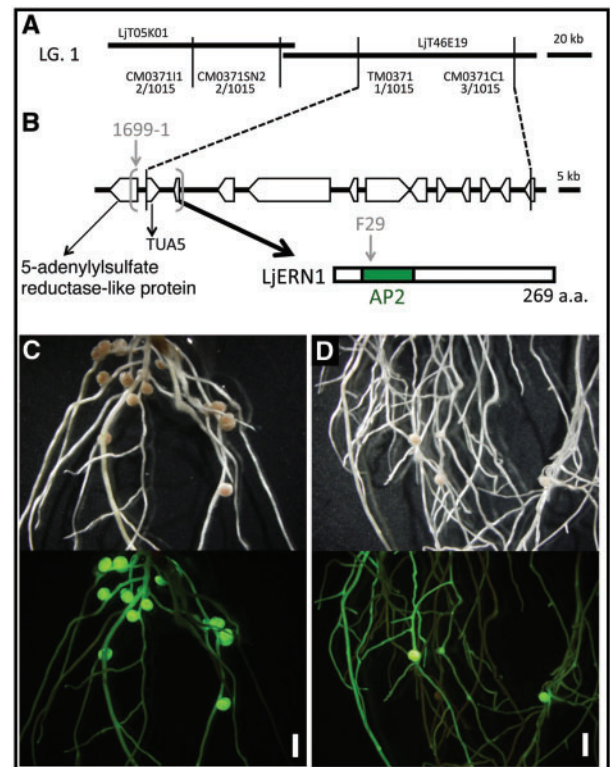 A
LjT05K01
LjT46E19
20 kb
LG. 1
CM0371I1
2/1015
CM0371SN2
2/1015
TM0371
1/1015
CM0371C1
3/1015
B
1699-1
5 kb
TUA5
F29
5-adenylylsulfate
reductase-like protein
LjERN1
AP2
269 a.a.
C
D